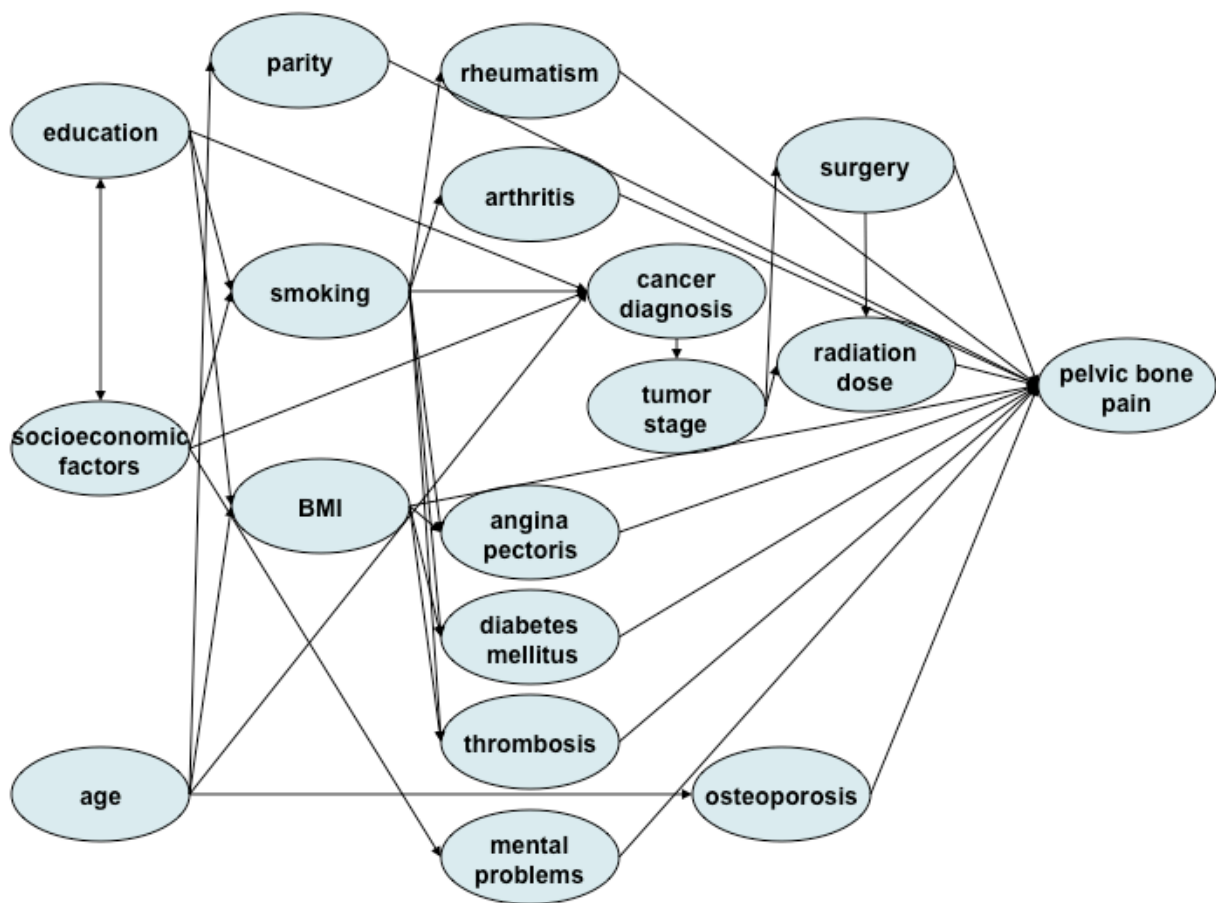 parity
rheumatism
education
surgery
arthritis
smoking
cancer
diagnosis
radiation
dose
pelvic bone
pain
tumor
stage
socioeconomic
factors
BMI
angina
pectoris
diabetes
mellitus
thrombosis
age
osteoporosis
mental
problems